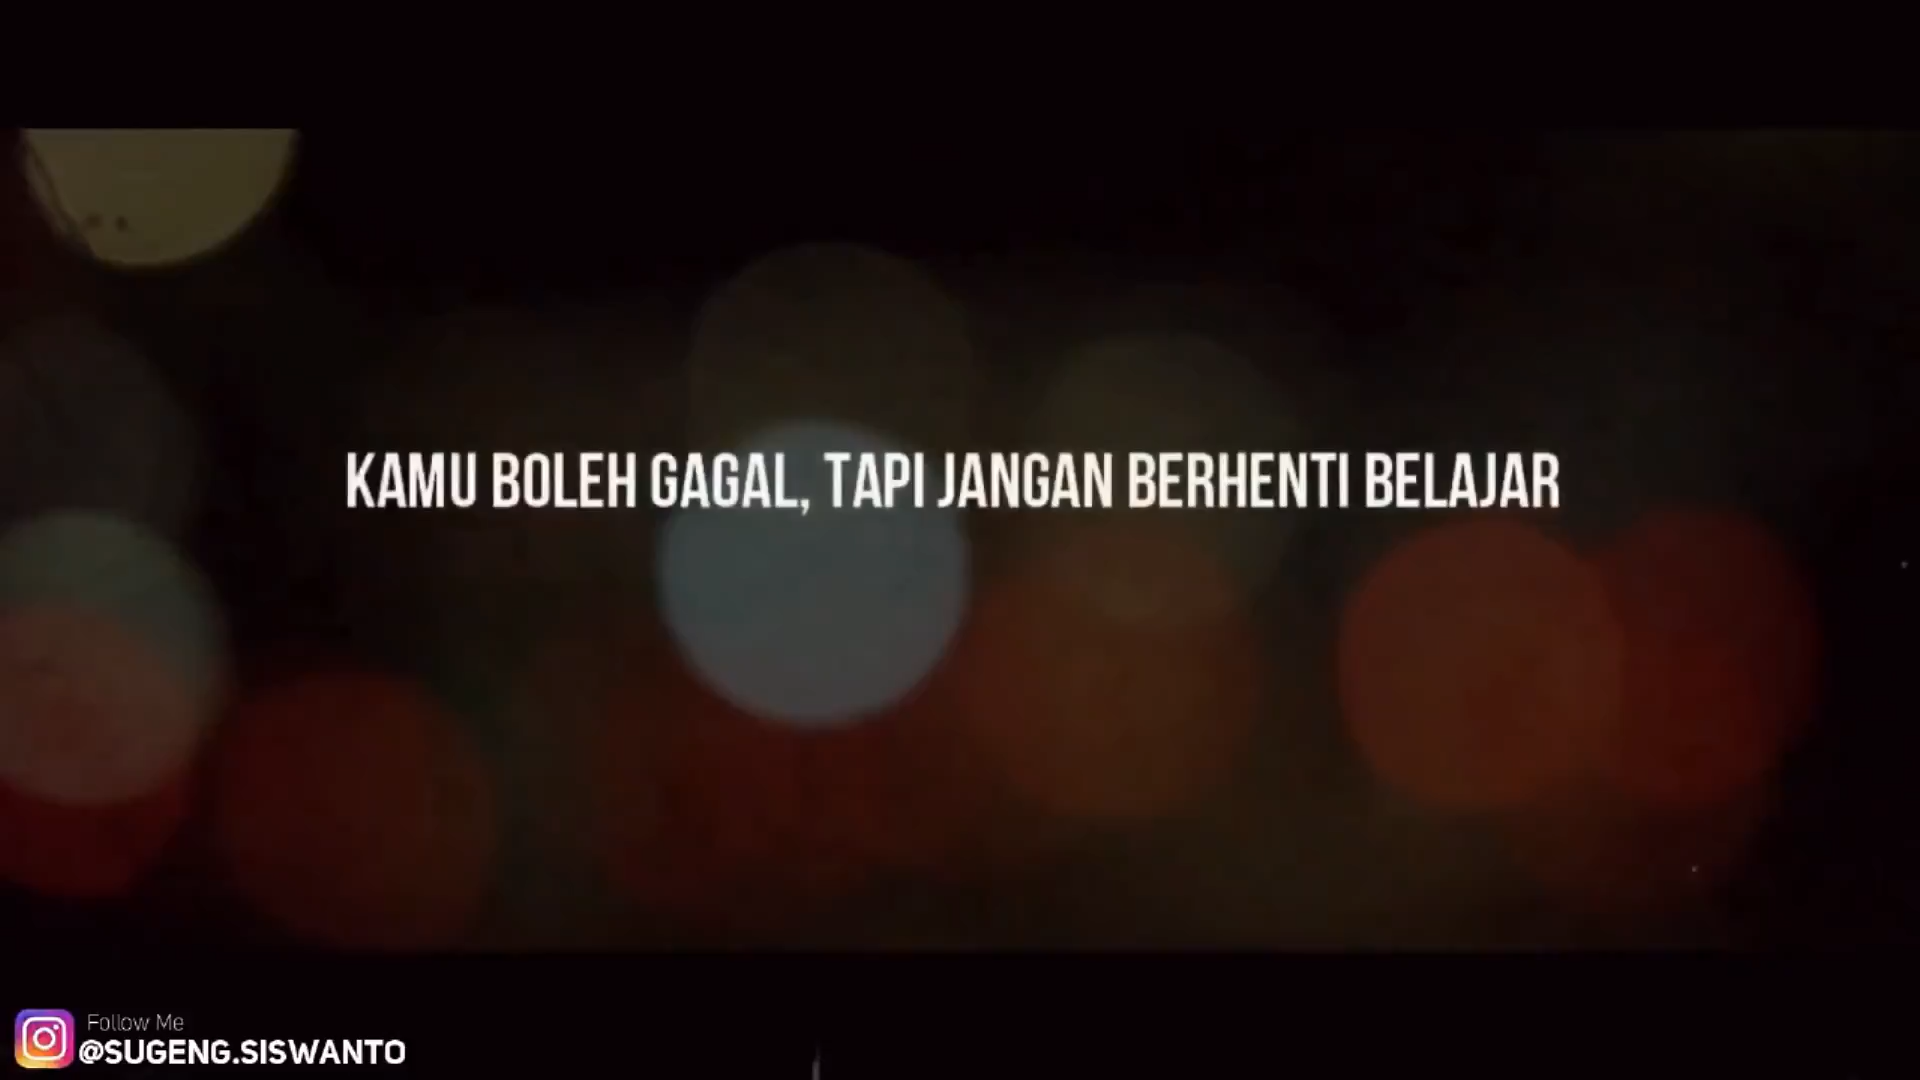 KAMU BOLEH GAGAL, TAPI JANGAN BERHENTI BELAJAR
Follow Me
@SUGENG.SISWANTO